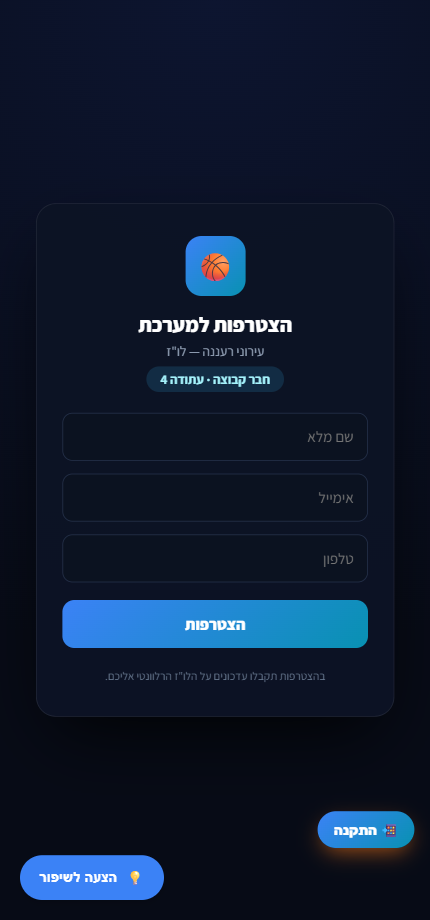 הצטרפות למערכת
עירוני רעננה — לו"ז
חבר קבוצה · עתודה 4
שם מלא
אימייל
טלפון
הצטרפות
בהצטרפות תקבלו עדכונים על הלו"ז הרלוונטי אליכם.
📲 התקנה
💡 הצעה לשיפור